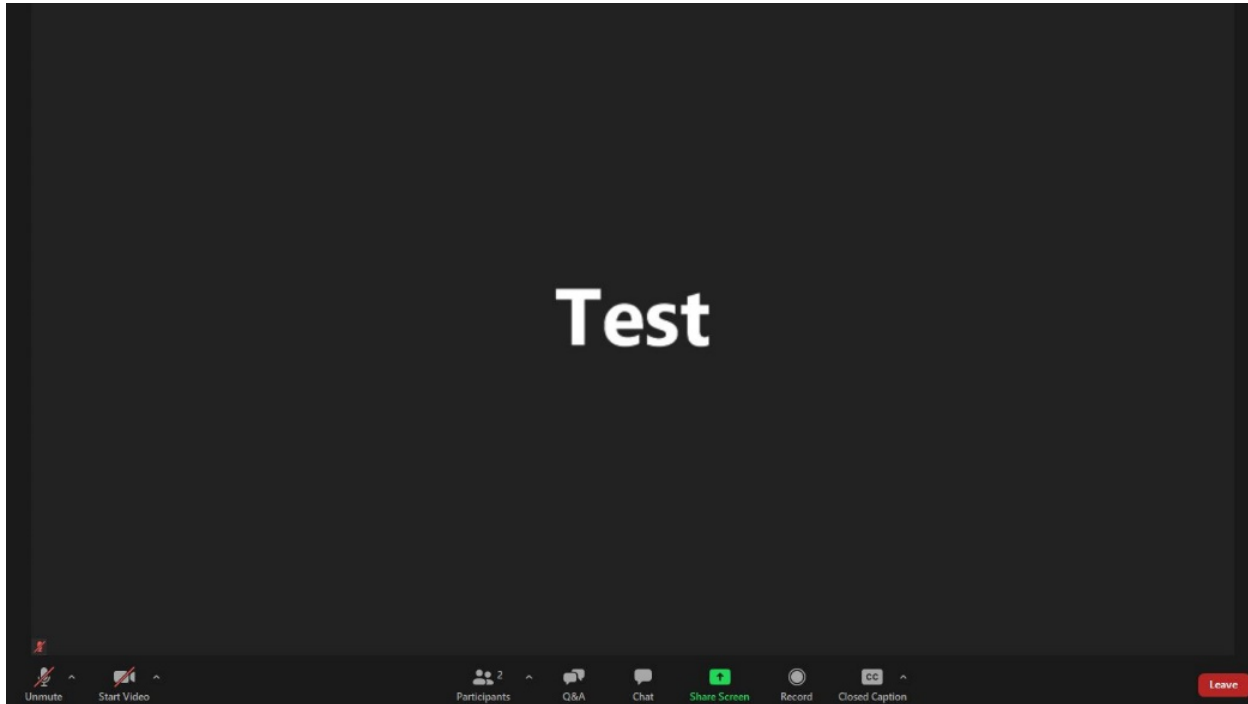 Test
Unmute
Start Video
2
Participants
Q&A
Chat
Share Screen
Record
CC
Closed Caption
Leave